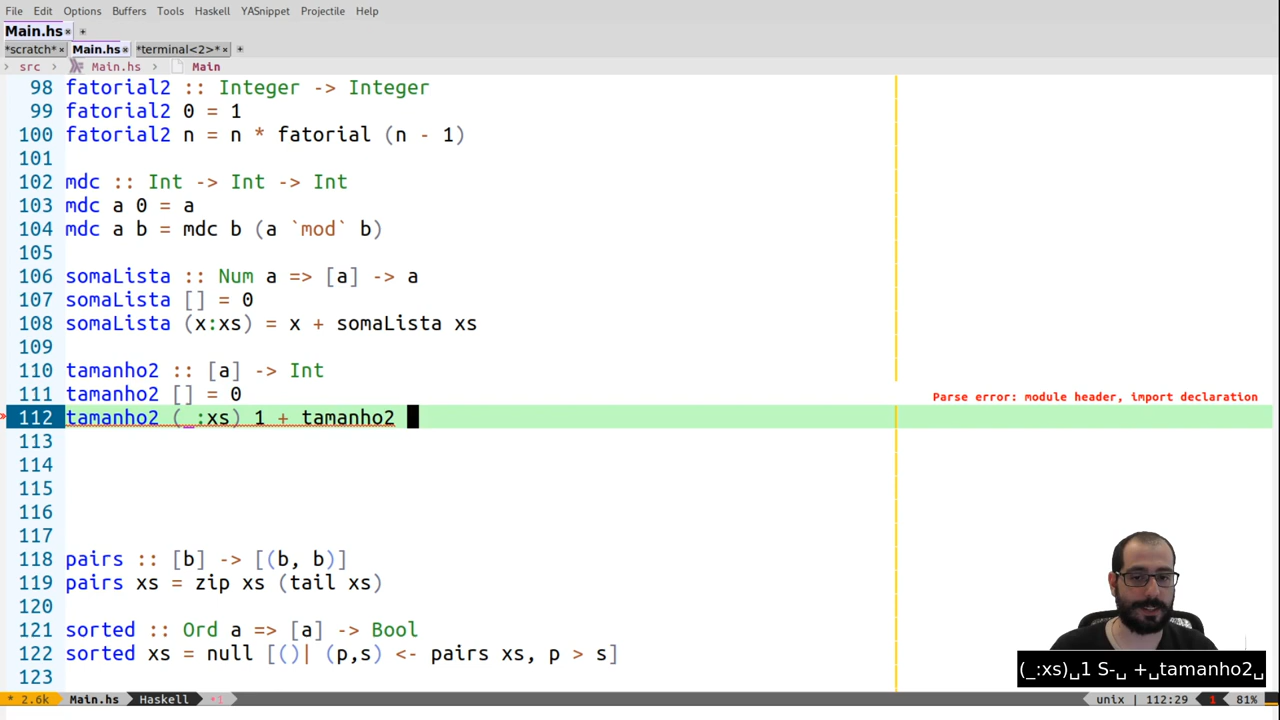 File Edit Options Buffers Tools Haskell YASnippet Projectile Help
Main.hs
*scratch* Main.hs *terminal<2>*
src > Main.hs > Main
98 fatorial2 :: Integer -> Integer
99 fatorial2 0 = 1
100 fatorial2 n = n * fatorial (n - 1)
101
102 mdc :: Int -> Int -> Int
103 mdc a 0 = a
104 mdc a b = mdc b (a `mod` b)
105
106 somaLista :: Num a => [a] -> a
107 somaLista [] = 0
108 somaLista (x:xs) = x + somaLista xs
109
110 tamanho2 :: [a] -> Int
111 tamanho2 [] = 0
Parse error: module header, import declaration
112 tamanho2 (_:xs) 1 + tamanho2
113
114
115
116
117
118 pairs :: [b] -> [(b, b)]
119 pairs xs = zip xs (tail xs)
120
121 sorted :: Ord a => [a] -> Bool
122 sorted xs = null [()| (p,s) <- pairs xs, p > s]
123
(_:xs)␣1 S-␣ +␣tamanho2␣
* 2.6k Main.hs Haskell unix 112:29 1 81%